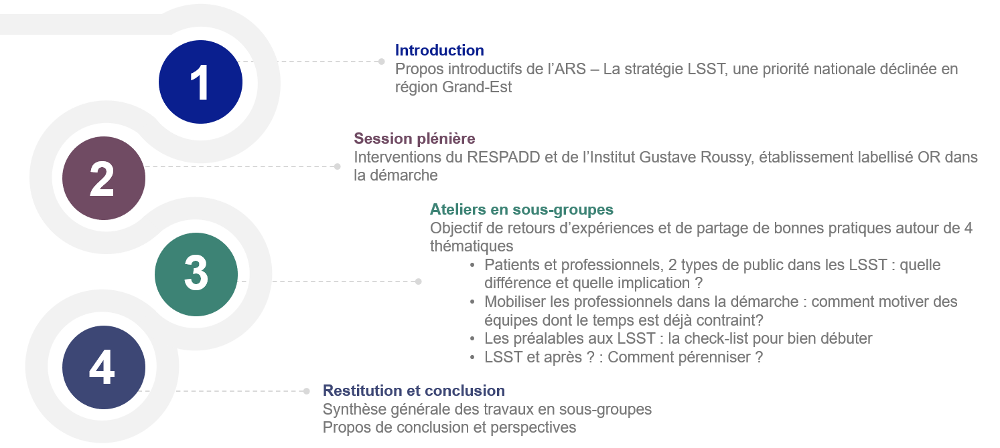 1
Introduction
Propos introductifs de l’ARS – La stratégie LSST, une priorité nationale déclinée en
région Grand-Est
2
Session plénière
Interventions du RESPADD et de l’Institut Gustave Roussy, établissement labellisé OR dans
la démarche
3
Ateliers en sous-groupes
Objectif de retours d’expériences et de partage de bonnes pratiques autour de 4
thématiques
• Patients et professionnels, 2 types de public dans les LSST : quelle
différence et quelle implication ?
• Mobiliser les professionnels dans la démarche : comment motiver des
équipes dont le temps est déjà contraint?
• Les préalables aux LSST : la check-list pour bien débuter
• LSST et après ? : Comment pérenniser ?
4
Restitution et conclusion
Synthèse générale des travaux en sous-groupes
Propos de conclusion et perspectives